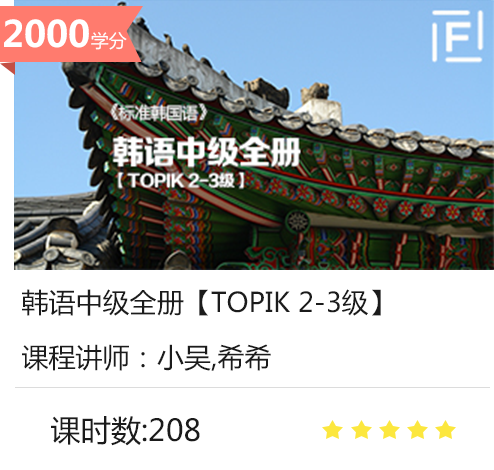 2000学分
F
《标准韩国语》
韩语中级全册
【TOPIK 2-3级】
韩语中级全册【TOPIK 2-3级】
课程讲师：小吴,希希
课时数:208